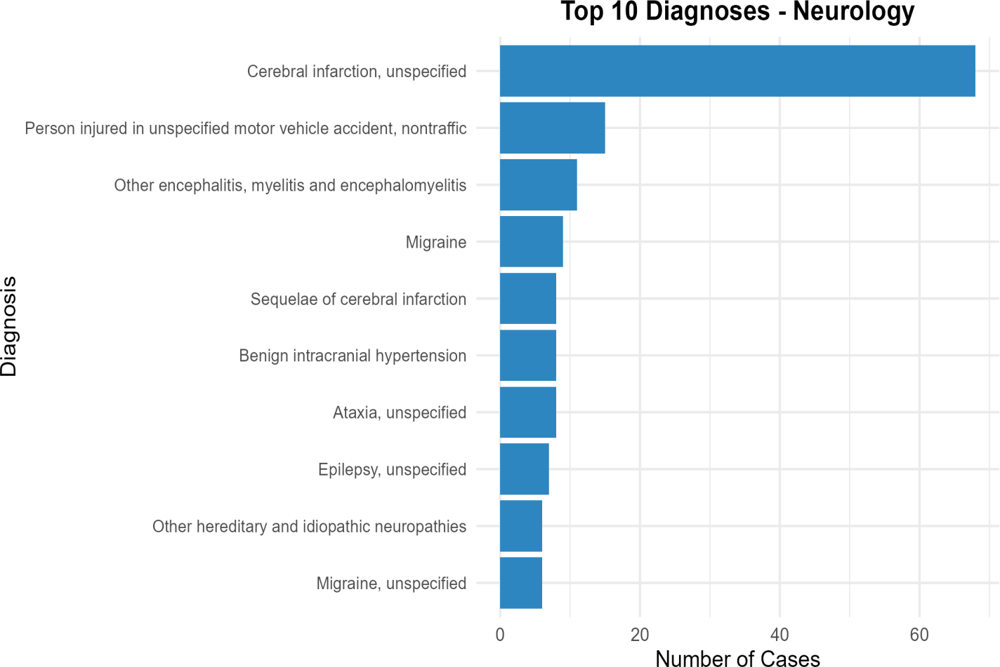 Top 10 Diagnoses - Neurology
Cerebral infarction, unspecified
Person injured in unspecified motor vehicle accident, nontraffic
Other encephalitis, myelitis and encephalomyelitis
Migraine
Sequelae of cerebral infarction
Benign intracranial hypertension
Ataxia, unspecified
Epilepsy, unspecified
Other hereditary and idiopathic neuropathies
Migraine, unspecified
Diagnosis
0 20 40 60
Number of Cases